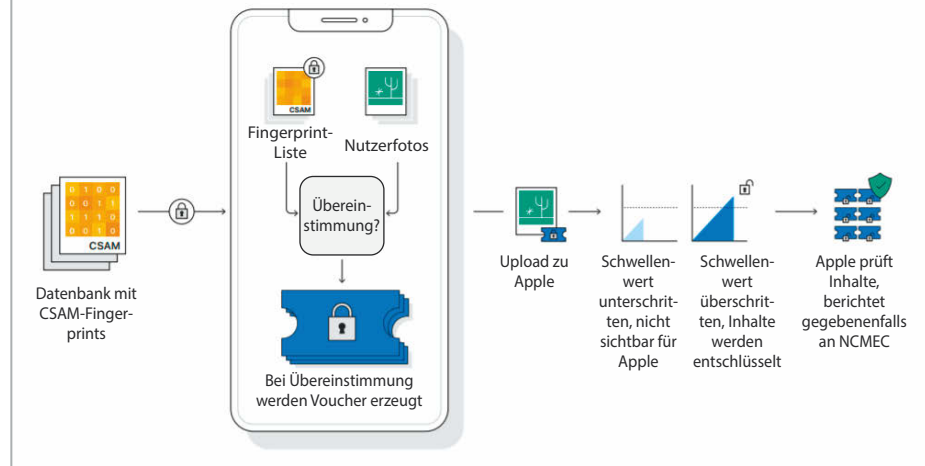 0 1 0 0
0 0 1 1
1 1 1 0
0 0 1 0
CSAM
Datenbank mit
CSAM-Finger-
prints
CSAM
Fingerprint-
Liste
Nutzerfotos
Überein-
stimmung?
Bei Übereinstimmung
werden Voucher erzeugt
Upload zu
Apple
Schwellen-
wert
unterschrit-
ten, nicht
sichtbar für
Apple
Schwellen-
wert
überschrit-
ten, Inhalte
werden
entschlüsselt
Apple prüft
Inhalte,
berichtet
gegebenenfalls
an NCMEC